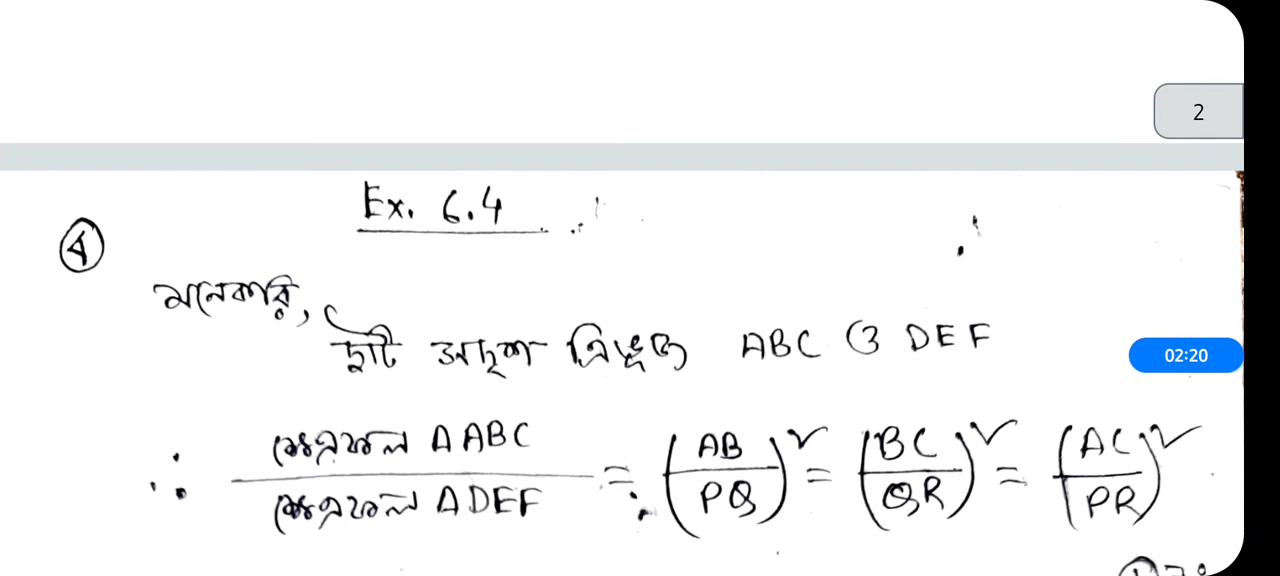 2
Ex. 6.4
4
মনেকরি,
দুটি সদৃশ ত্রিভুজ ABC ও DEF
02:20
∴ ক্ষেত্রফল Δ ABC / ক্ষেত্রফল Δ DEF = (AB/PQ)² = (BC/QR)² = (AC/PR)²